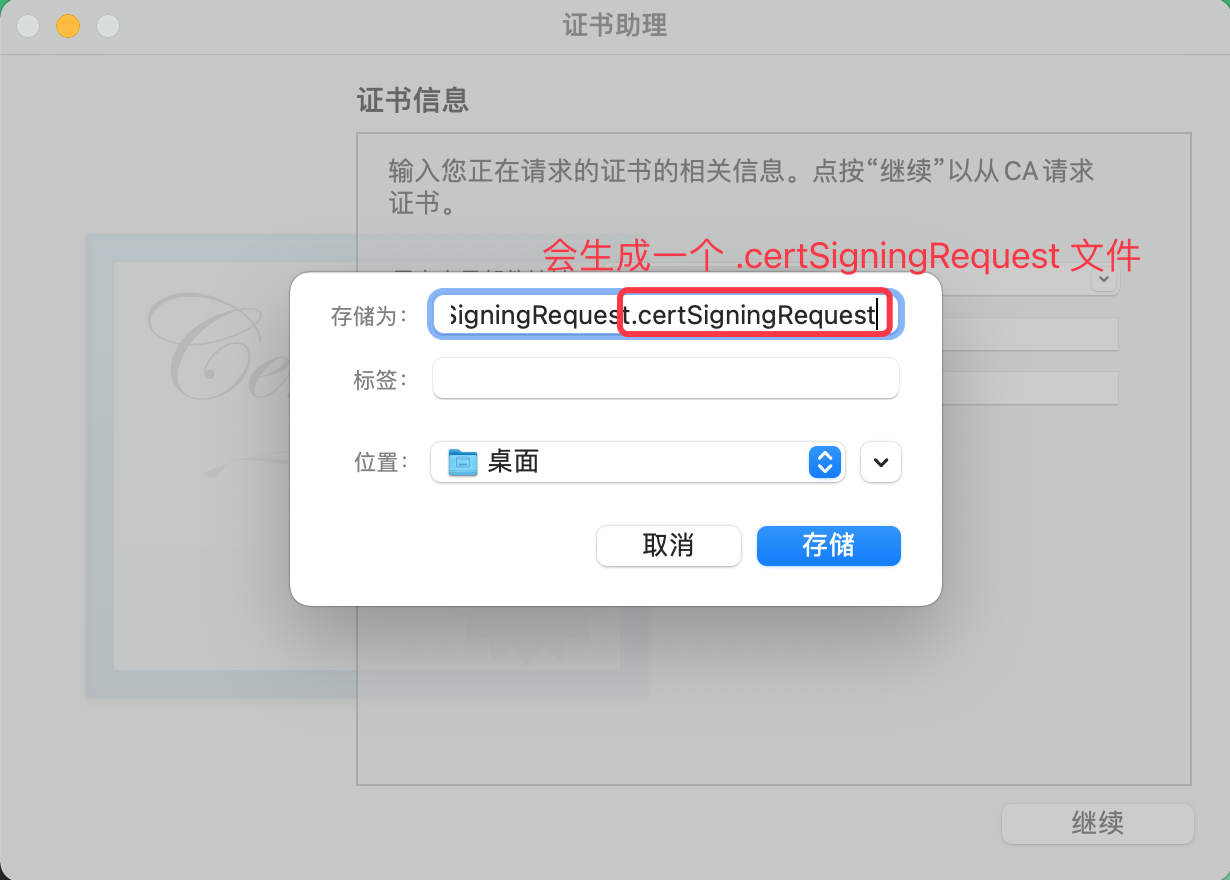 证书助理
证书信息
输入您正在请求的证书的相关信息。点按“继续”以从 CA 请求
证书。
会生成一个 .certSigningRequest 文件
存储为：
SigningRequest.certSigningRequest
标签：
位置：
桌面
取消
存储
继续